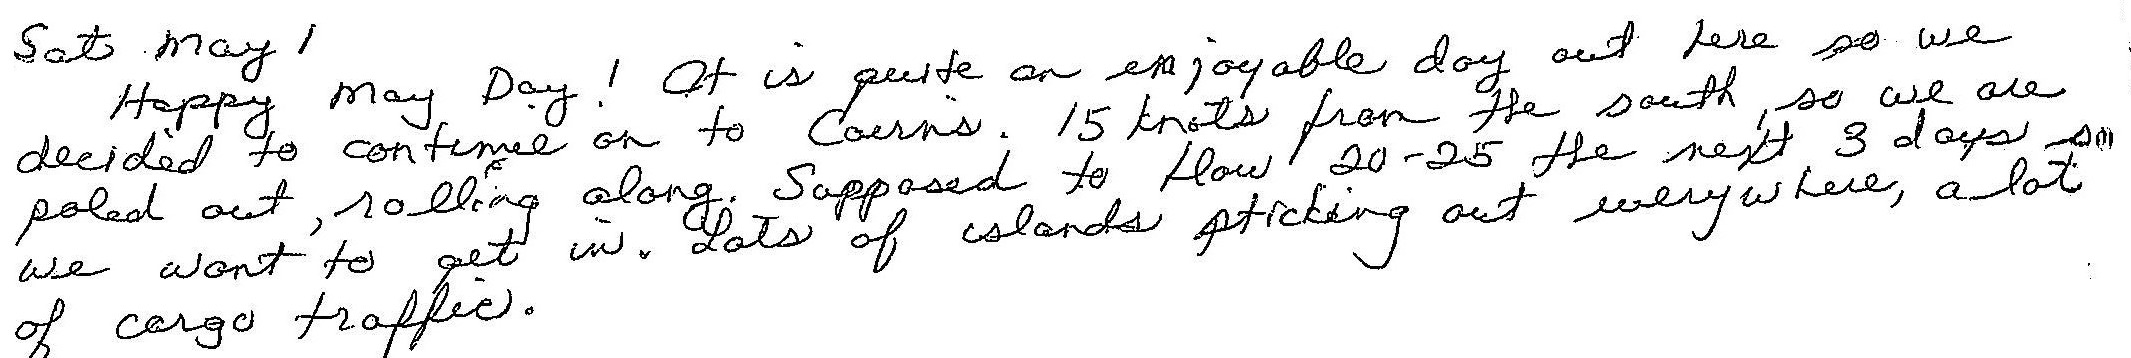 Sat May 1
Happy May Day! It is quite an enjoyable day out here so we
decided to continue on to Cairns. 15 knots from the south, so we are
poled out, rolling along. Supposed to blow 20-25 the next 3 days so
we want to get in. Lots of islands sticking out everywhere, a lot
of cargo traffic.